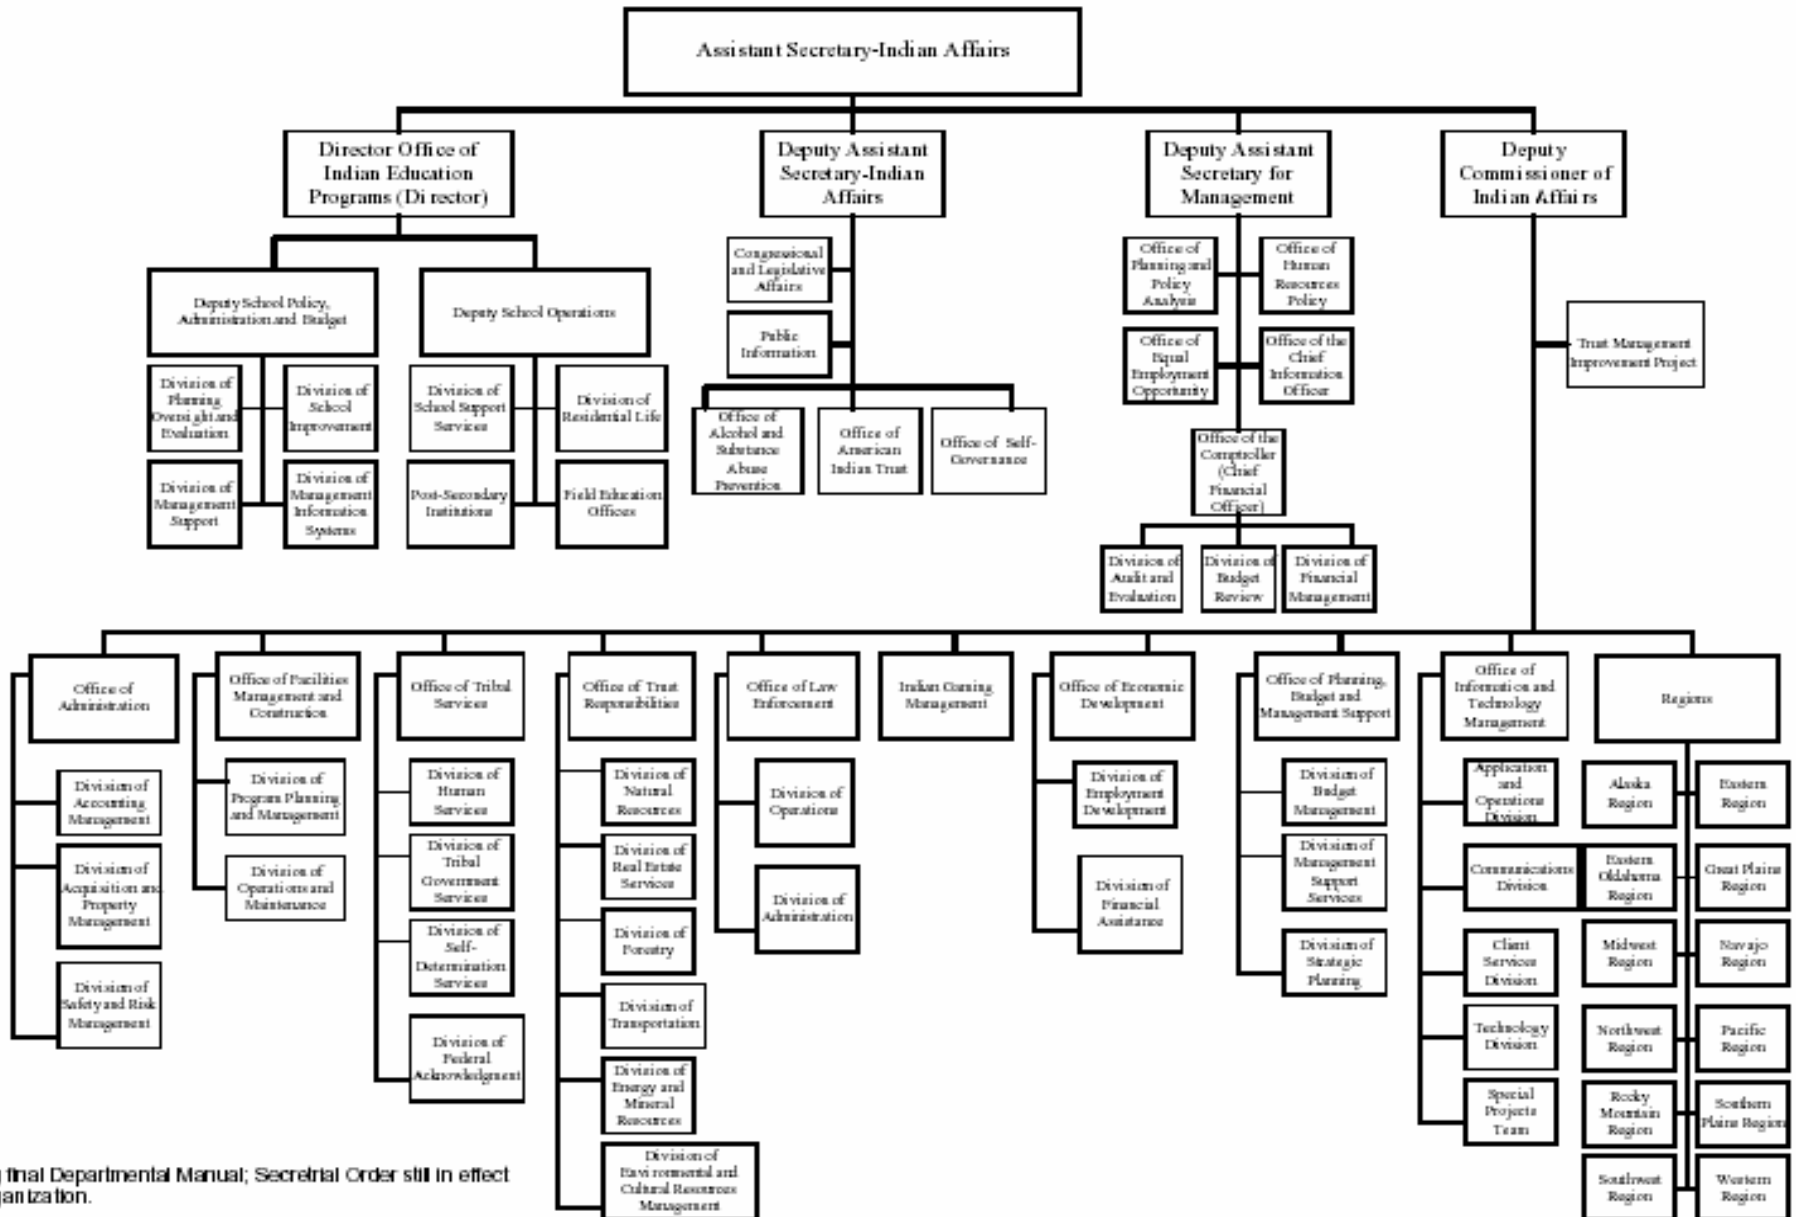 Assistant Secretary-Indian Affairs
Director Office of
Indian Education
Programs (Director)
Deputy Assistant
Secretary-Indian
Affairs
Deputy Assistant
Secretary for
Management
Deputy
Commissioner of
Indian Affairs
Deputy School Policy,
Administration and Budget
Deputy School Operations
Division of
Planning
Oversight and
Evaluation
Division of
School
Improvement
Division of
Management
Support
Division of
Management
Information
Systems
Division of
School Support
Services
Division of
Residential Life
Post-Secondary
Institutions
Field Education
Offices
Congressional
and Legislative
Affairs
Public
Information
Office of
Alcohol and
Substance
Abuse
Prevention
Office of
American
Indian Trust
Office of Self-
Governance
Office of
Planning and
Policy
Analysis
Office of
Human
Resources
Policy
Office of
Equal
Employment
Opportunity
Office of the
Chief
Information
Officer
Office of the
Comptroller
(Chief
Financial
Officer)
Division of
Audit and
Evaluation
Division of
Budget
Review
Division of
Financial
Management
Trust Management
Improvement Project
Office of
Administration
Division of
Accounting
Management
Division of
Acquisition and
Property
Management
Division of
Safety and Risk
Management
Office of Facilities
Management and
Construction
Division of
Program Planning
and Management
Division of
Operations and
Maintenance
Office of Tribal
Services
Division of
Human
Services
Division of
Tribal
Government
Services
Division of
Self-
Determination
Services
Division of
Federal
Acknowledgment
Office of Trust
Responsibilities
Division of
Natural
Resources
Division of
Real Estate
Services
Division of
Forestry
Division of
Transportation
Division of
Energy and
Mineral
Resources
Division of
Environmental and
Cultural Resources
Management
Office of Law
Enforcement
Division of
Operations
Division of
Administration
Indian Gaming
Management
Office of Economic
Development
Division of
Employment
Development
Division of
Financial
Assistance
Office of Planning,
Budget and
Management Support
Division of
Budget
Management
Division of
Management
Support
Services
Division of
Strategic
Planning
Office of
Information and
Technology
Management
Application
and
Operations
Division
Communications
Division
Client
Services
Division
Technology
Division
Special
Projects
Team
Regions
Alaska
Region
Eastern
Region
Eastern
Oklahoma
Region
Great Plains
Region
Midwest
Region
Navajo
Region
Northwest
Region
Pacific
Region
Rocky
Mountain
Region
Southern
Plains Region
Southwest
Region
Western
Region
final Departmental Manual; Secretrial Order still in effect
ganization.